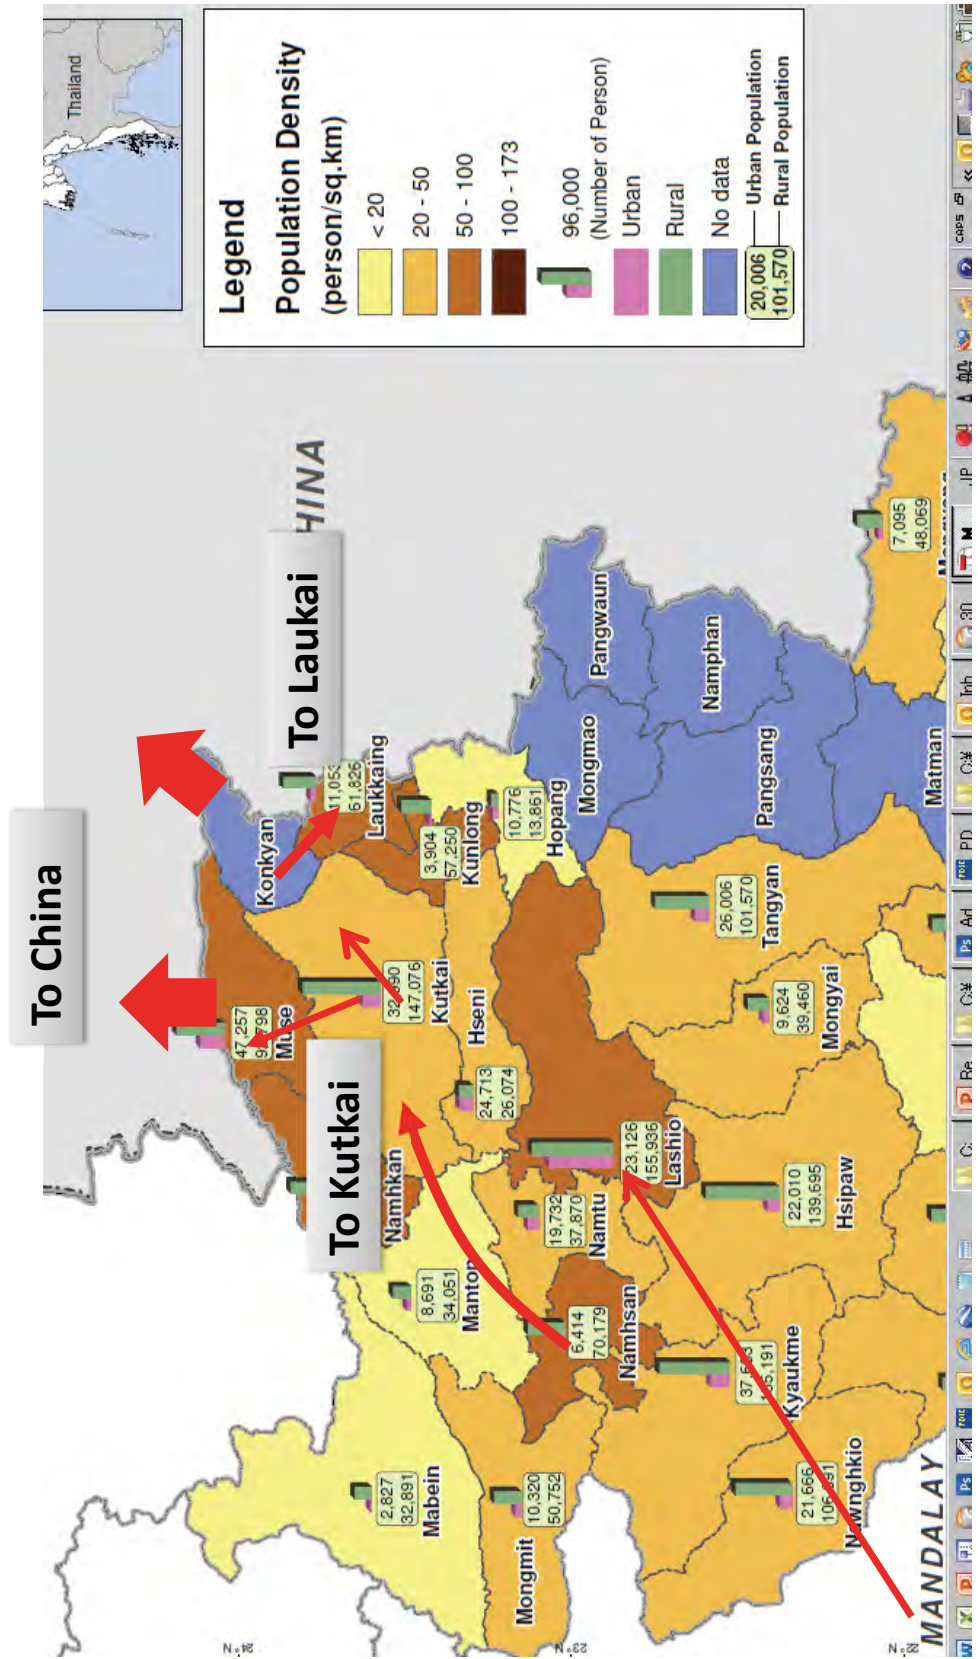 To China
To Laukai
To Kutkai
Thailand
HINA
Legend
Population Density
(person/sq.km)
< 20
20 - 50
50 - 100
100 - 173
96,000
(Number of Person)
Urban
Rural
No data
20,006
101,570
Urban Population
Rural Population
Konkyan
11,053
61,826
Laukkaing
3,904
57,250
Kunlong
10,776
13,861
Hopang
Mongmao
Pangwaun
Namphan
Pangsang
Matman
7,095
48,069
47,257
Muse
147,076
Kutkai
Hseni
24,713
26,074
Namhkan
8,691
34,051
Manton
19,732
37,870
Namtu
23,126
155,936
Lashio
26,006
101,570
Tangyan
9,624
39,460
Mongyai
22,010
139,695
Hsipaw
6,414
70,179
Namhsan
Kyaukme
2,827
32,891
Mabein
10,320
50,752
Mongmit
21,666
Nawnghkio
MANDALAY
24°N
23°N
22°N
CAPS
JP